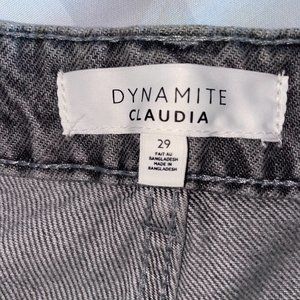 DYNAMITE
CLAUDIA
29
FAIT AU
BANGLADESH
MADE IN
BANGLADESH